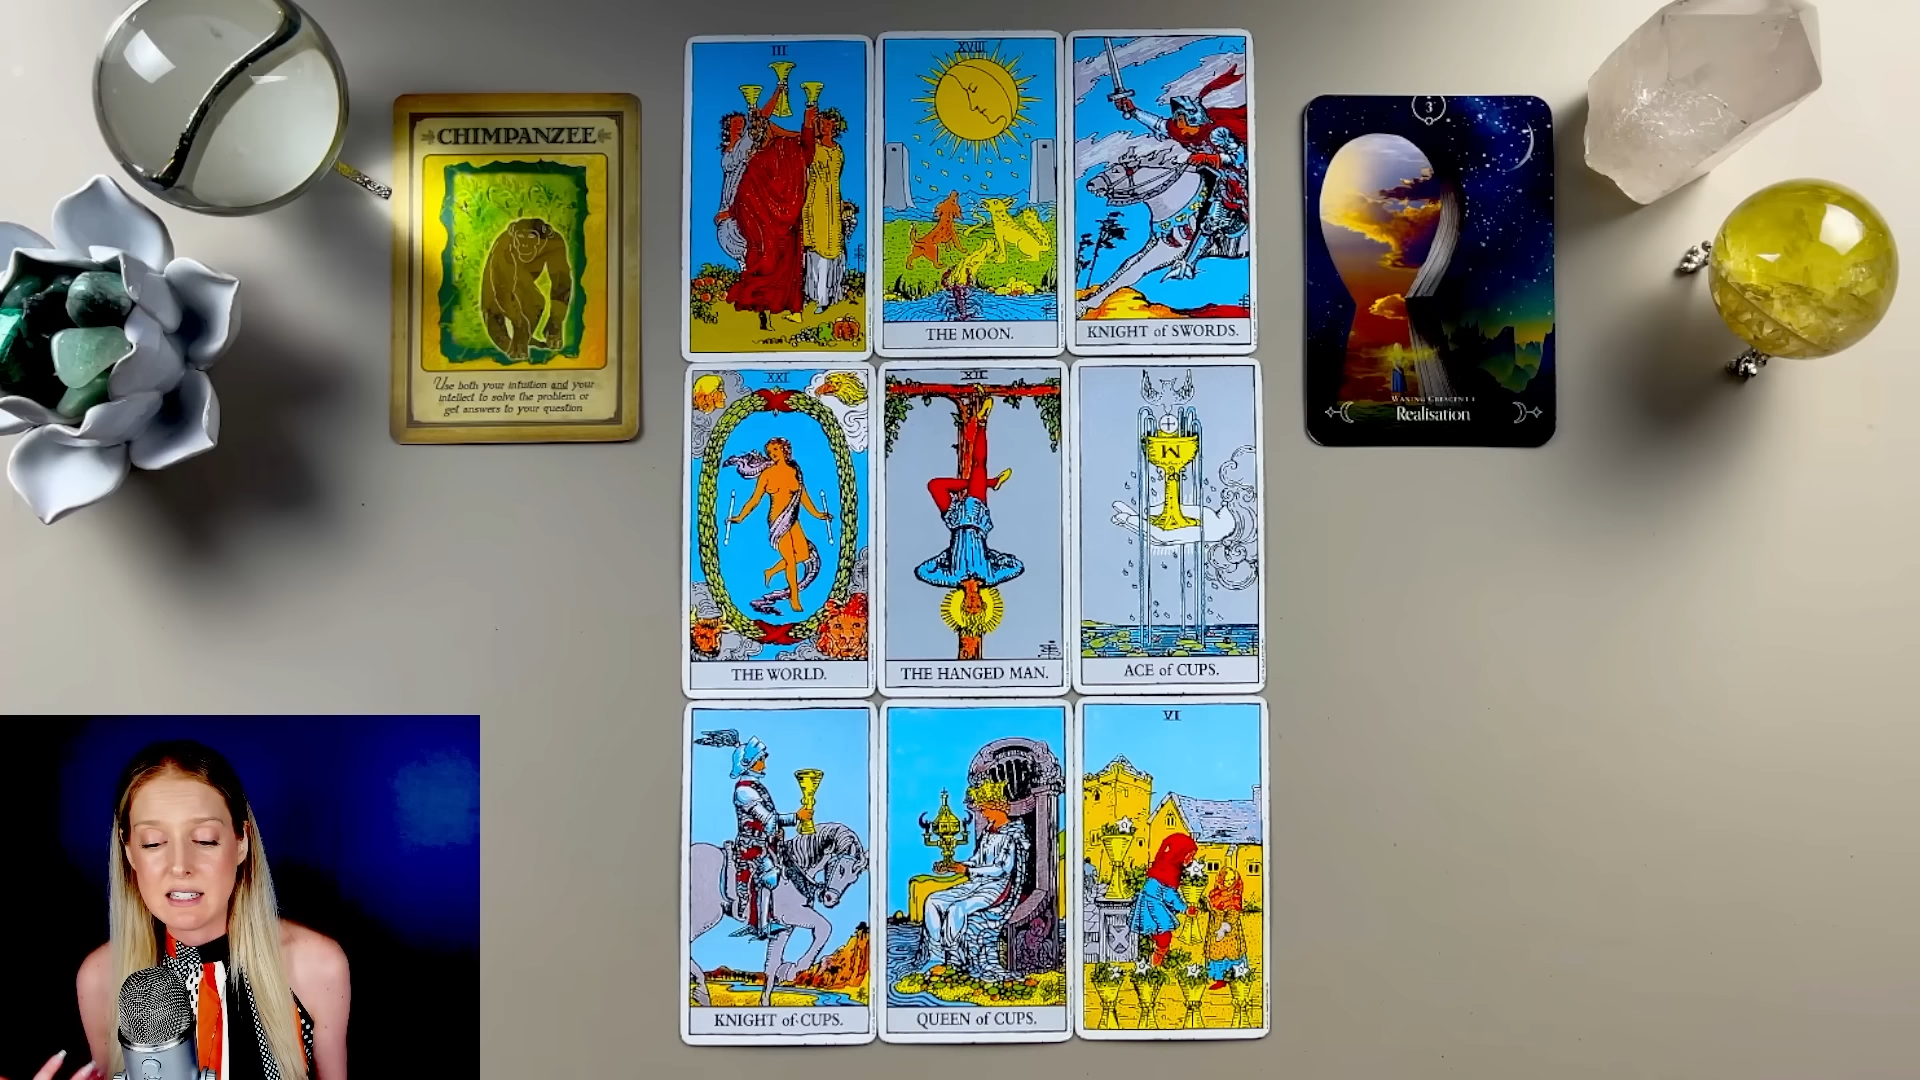 CHIMPANZEE
Use both your intuition and your
intellect to solve the problem or
get answers to your question
III
XVIII
THE MOON.
KNIGHT of SWORDS.
3
WANING CRESCENT I
Realisation
XXI
THE WORLD.
XII
THE HANGED MAN.
ACE of CUPS.
KNIGHT of CUPS.
QUEEN of CUPS.
VI